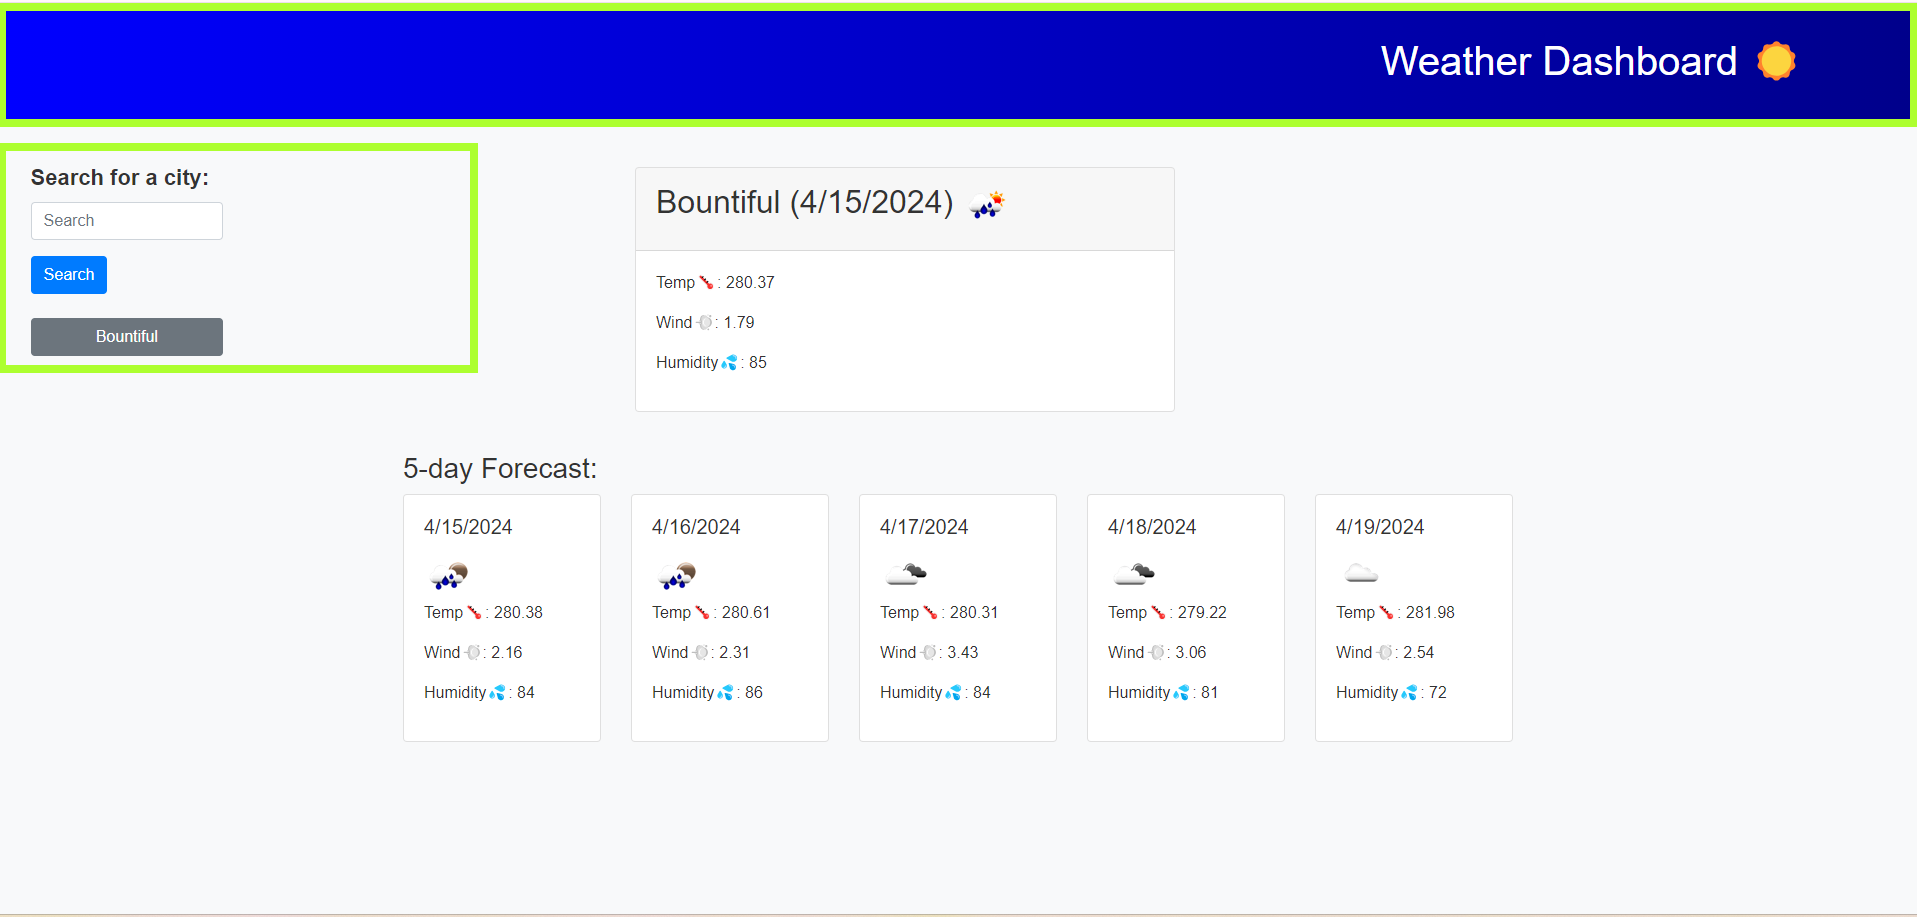 Weather Dashboard
Search for a city:
Search
Search
Bountiful
Bountiful (4/15/2024)
Temp🌡️: 280.37
Wind🌬️: 1.79
Humidity💦: 85
5-day Forecast:
4/15/2024
Temp🌡️: 280.38
Wind🌬️: 2.16
Humidity💦: 84
4/16/2024
Temp🌡️: 280.61
Wind🌬️: 2.31
Humidity💦: 86
4/17/2024
Temp🌡️: 280.31
Wind🌬️: 3.43
Humidity💦: 84
4/18/2024
Temp🌡️: 279.22
Wind🌬️: 3.06
Humidity💦: 81
4/19/2024
Temp🌡️: 281.98
Wind🌬️: 2.54
Humidity💦: 72